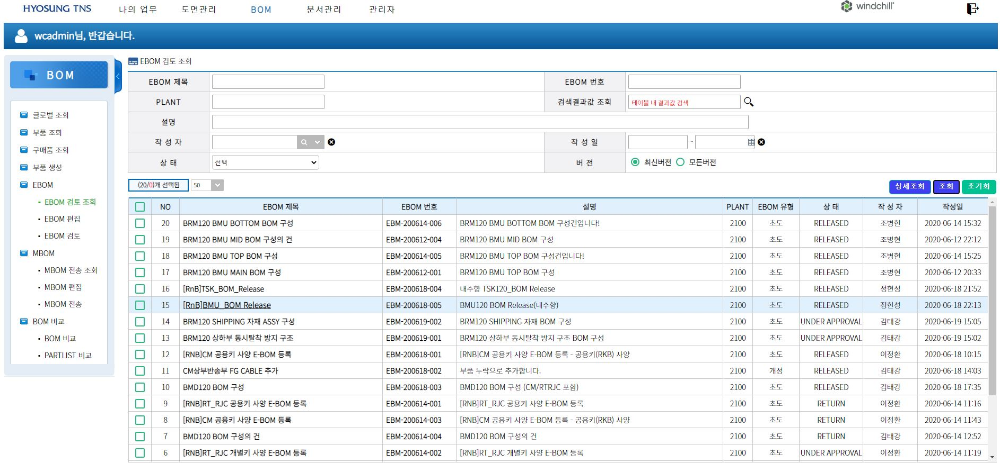 HYOSUNG TNS 나의 업무 도면관리 BOM 문서관리 관리자 windchill
wcadmin님, 반갑습니다.
BOM
글로벌 조회
부품 조회
구매품 조회
부품 생성
EBOM
EBOM 검토 조회
EBOM 편집
EBOM 검토
MBOM
MBOM 전송 조회
MBOM 편집
MBOM 전송
BOM 비교
BOM 비교
PARTLIST 비교
EBOM 검토 조회
EBOM 제목 EBOM 번호
PLANT 검색결과값 조회 테이블 내 결과값 검색
설명
작 성 자 작 성 일 ~
상 태 선택 버 전 최신버전 모든버전
(20/0)개 선택됨 50 상세조회 조회 초기화
NO EBOM 제목 EBOM 번호 설명 PLANT EBOM 유형 상 태 작 성 자 작성일
20 BRM120 BMU BOTTOM BOM 구성 EBM-200614-006 BRM120 BMU BOTTOM BOM 구성건입니다! 2100 초도 RELEASED 조병현 2020-06-14 15:32
19 BRM120 BMU MID BOM 구성의 건 EBM-200612-004 BRM120 BMU MID BOM 구성 2100 초도 RELEASED 조병현 2020-06-12 22:12
18 BRM120 BMU TOP BOM 구성 EBM-200614-005 BRM120 BMU TOP BOM 구성건입니다! 2100 초도 RELEASED 조병현 2020-06-14 15:25
17 BRM120 BMU MAIN BOM 구성 EBM-200612-001 BRM120 BMU TOP BOM 구성 2100 초도 RELEASED 조병현 2020-06-12 20:33
16 [RnB]TSK_BOM_Release EBM-200618-004 내수향 TSK120_BOM Release 2100 초도 RELEASED 정현성 2020-06-18 21:52
15 [RnB]BMU_BOM Release EBM-200618-005 BMU120 BOM Release(내수향) 2100 초도 RELEASED 정현성 2020-06-18 22:13
14 BRM120 SHIPPING 자재 ASSY 구성 EBM-200619-002 BRM120 SHIPPING 자재 BOM 구성 2100 초도 UNDER APPROVAL 김태강 2020-06-19 15:05
13 BRM120 상하부 동시탈착 방지 구조 EBM-200619-001 BRM120 상하부 동시탈착 방지 구조 BOM 구성 2100 초도 UNDER APPROVAL 김태강 2020-06-19 15:02
12 [RNB]CM 공용키 사양 E-BOM 등록 EBM-200618-001 [RNB]CM 공용키 사양 E-BOM 등록 - 공용키(RKB) 사양 2100 초도 RELEASED 이정환 2020-06-18 10:15
11 CM상부반송부 FG CABLE 추가 EBM-200618-002 부품 누락으로 추가합니다. 2100 개정 RELEASED 김태강 2020-06-18 14:03
10 BMD120 BOM 구성 EBM-200618-003 BMD120 BOM 구성 (CM/RTRJC 포함) 2100 초도 RELEASED 김태강 2020-06-18 17:35
9 [RNB]RT_RJC 공용키 사양 E-BOM 등록 EBM-200614-001 [RNB]RT_RJC 공용키 사양 E-BOM 등록 2100 초도 RETURN 이정환 2020-06-14 11:16
8 [RNB]CM 공용키 사양 E-BOM 등록 EBM-200614-003 [RNB]CM 공용키 사양 E-BOM 등록 - 공용키(RKB) 사양 2100 초도 RETURN 이정환 2020-06-14 11:43
7 BMD120 BOM 구성의 건 EBM-200614-004 BMD120 BOM 구성의 건 2100 초도 RETURN 김태강 2020-06-14 12:52
6 [RNB]RT_RJC 개별키 사양 E-BOM 등록 EBM-200614-002 [RNB]RT_RJC 개별키 사양 E-BOM 등록 2100 초도 UNDER APPROVAL 이정환 2020-06-14 11:19